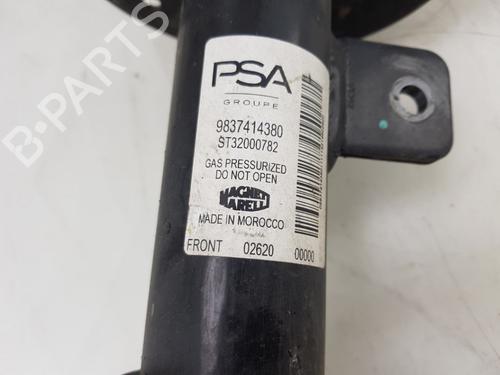 PSA
GROUPE
9837414380
ST32000782
GAS PRESSURIZED
DO NOT OPEN
MAGNETI
MARELLI
MADE IN MOROCCO
FRONT 02620 00000
B-PARTS